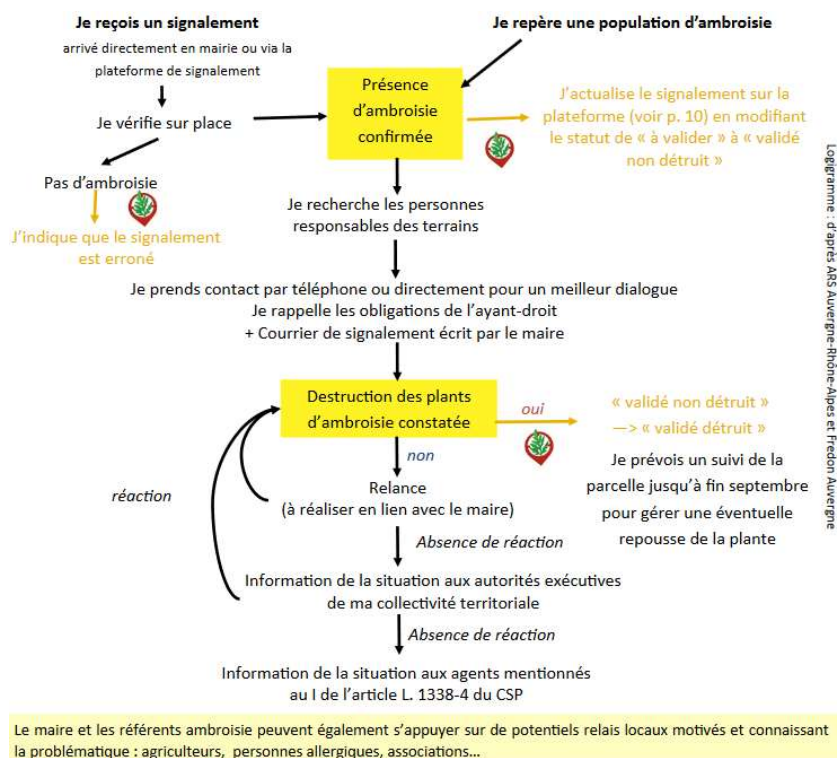 Je reçois un signalement
arrivé directement en mairie ou via la
plateforme de signalement
Je repère une population d’ambroisie
Je vérifie sur place
Présence
d’ambroisie
confirmée
J’actualise le signalement sur la
plateforme (voir p. 10) en modifiant
le statut de « à valider » à « validé
non détruit »
Pas d’ambroisie
J’indique que le signalement
est erroné
Je recherche les personnes
responsables des terrains
Je prends contact par téléphone ou directement pour un meilleur dialogue
Je rappelle les obligations de l’ayant-droit
+ Courrier de signalement écrit par le maire
Destruction des plants
d’ambroisie constatée
oui
« validé non détruit »
—> « validé détruit »
Je prévois un suivi de la
parcelle jusqu’à fin septembre
pour gérer une éventuelle
repousse de la plante
non
réaction
Relance
(à réaliser en lien avec le maire)
Absence de réaction
Information de la situation aux autorités exécutives
de ma collectivité territoriale
Absence de réaction
Information de la situation aux agents mentionnés
au I de l’article L. 1338-4 du CSP
Logigramme : d’après ARS Auvergne-Rhône-Alpes et Fredon Auvergne
Le maire et les référents ambroisie peuvent également s’appuyer sur de potentiels relais locaux motivés et connaissant
la problématique : agriculteurs, personnes allergiques, associations…